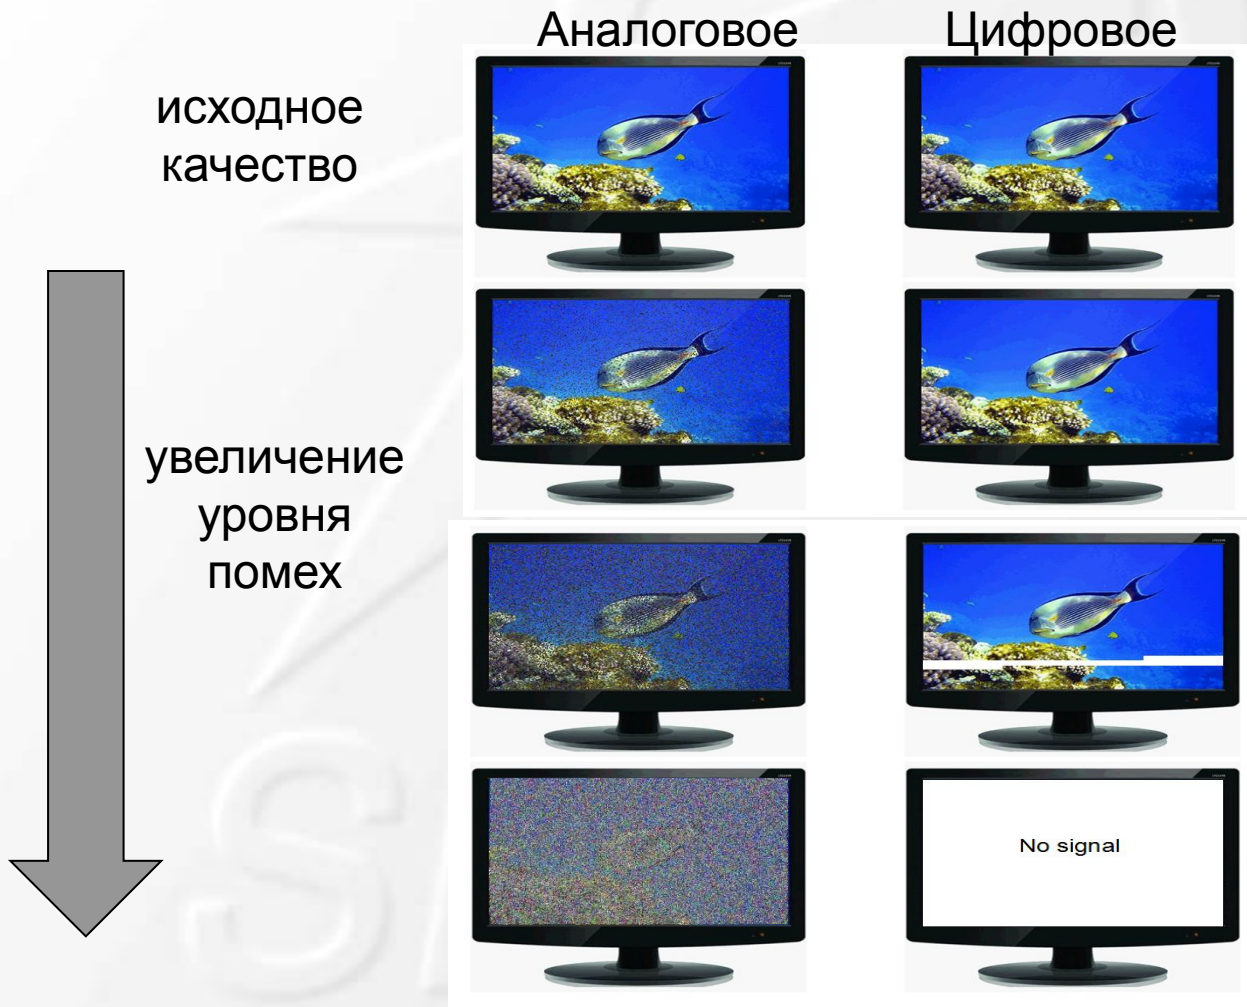 Аналоговое
Цифровое
исходное
качество
увеличение
уровня
помех
No signal